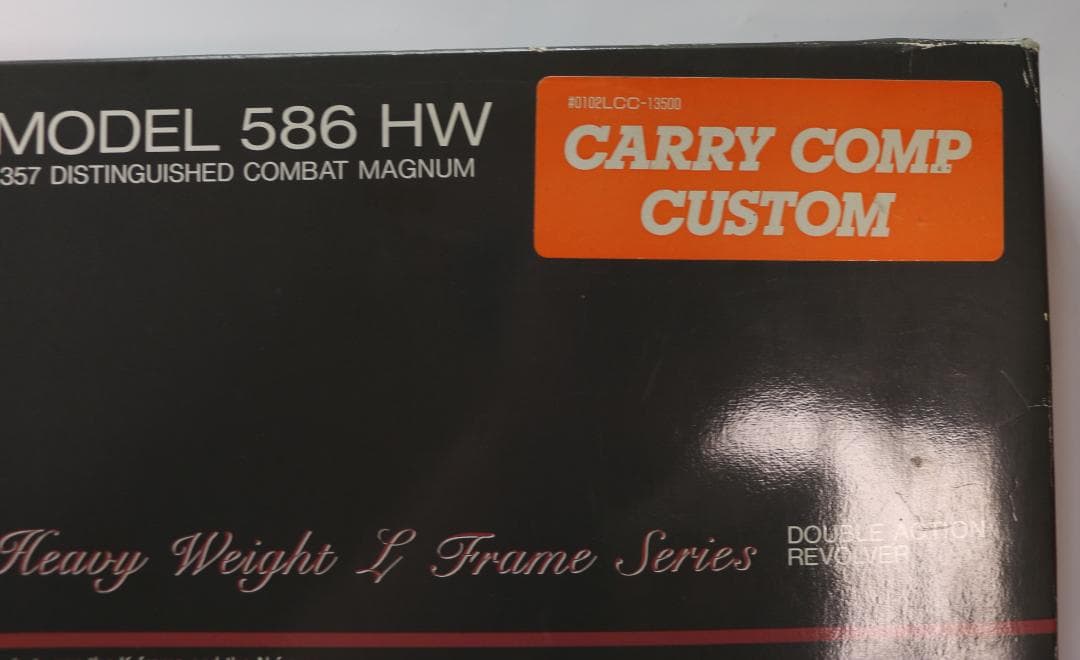 MODEL 586 HW
357 DISTINGUISHED COMBAT MAGNUM
#0102LCC-13500
CARRY COMP.
CUSTOM
Heavy Weight L Frame Series
DOUBLE ACTION
REVOLVER